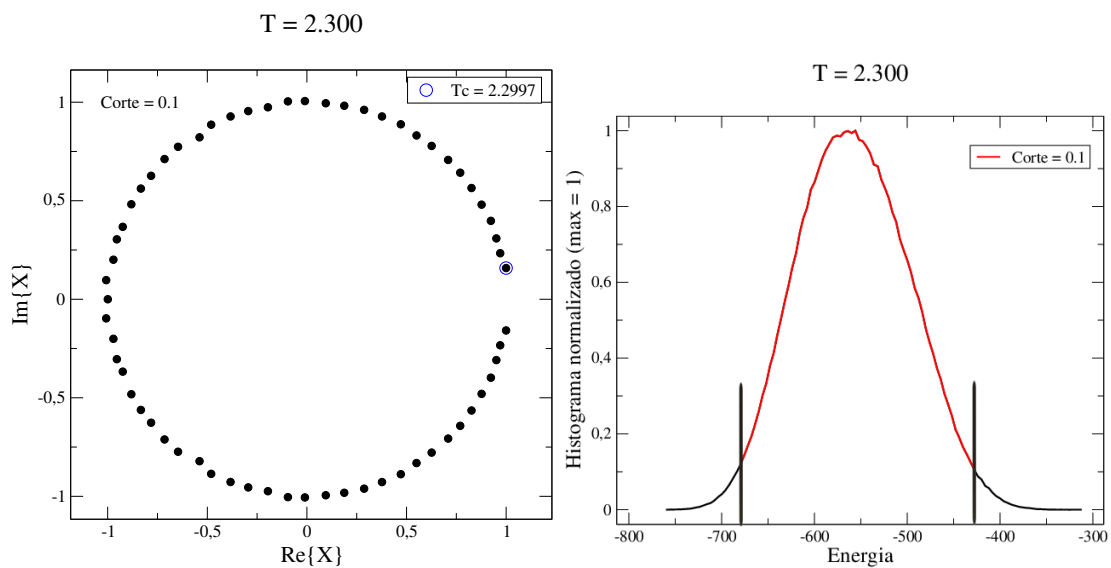 T = 2.300
Corte = 0.1
Tc = 2.2997
1
0,5
0
-0,5
-1
Im{X}
-1
-0,5
0
0,5
1
Re{X}
T = 2.300
Corte = 0.1
1
0,8
0,6
0,4
0,2
0
Histograma normalizado (max = 1)
-800
-700
-600
-500
-400
-300
Energia